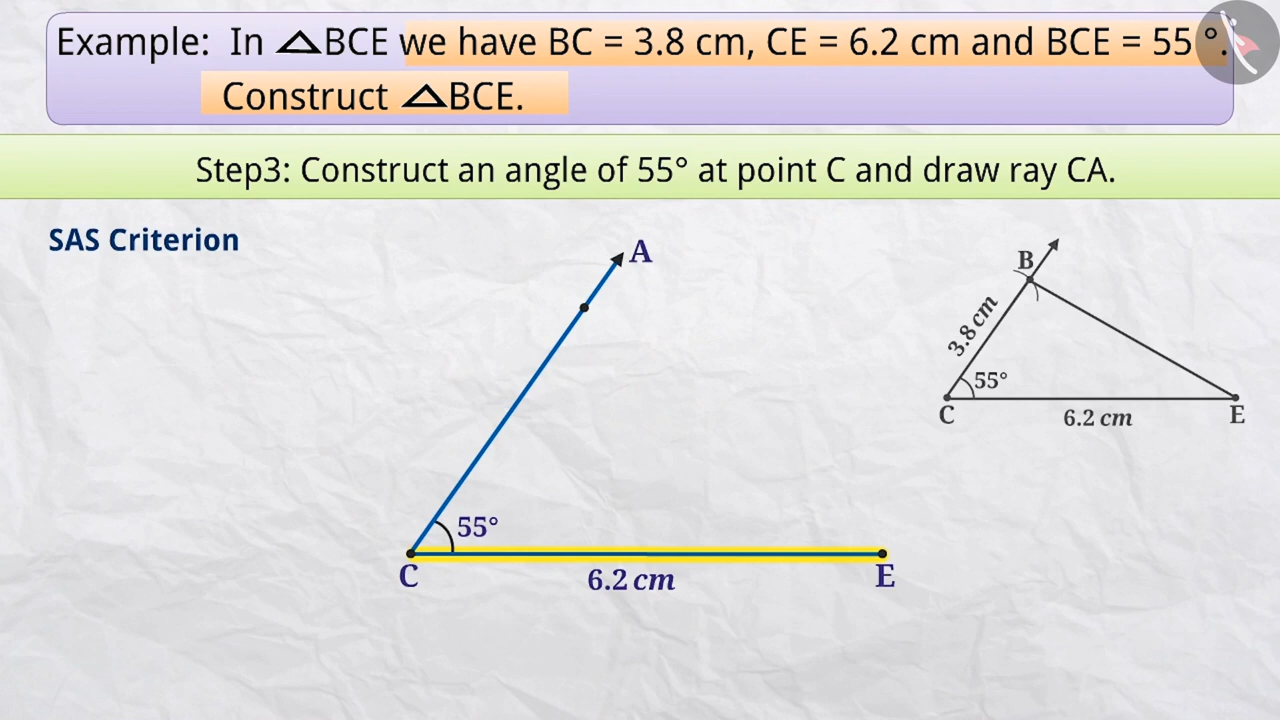 Example: In △BCE we have BC = 3.8 cm, CE = 6.2 cm and BCE = 55 °.
Construct △BCE.
Step3: Construct an angle of 55° at point C and draw ray CA.
SAS Criterion
A
55°
C
E
6.2 cm
B
3.8 cm
55°
C
E
6.2 cm